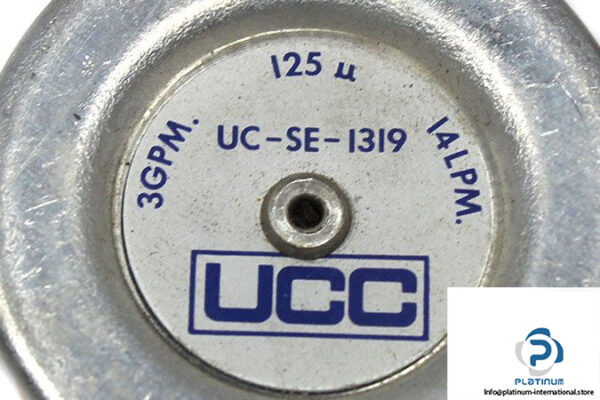 125 µ
3GPM.
UC-SE-1319
14LPM.
UCC
PLATINUM
Info@platinum-international.store